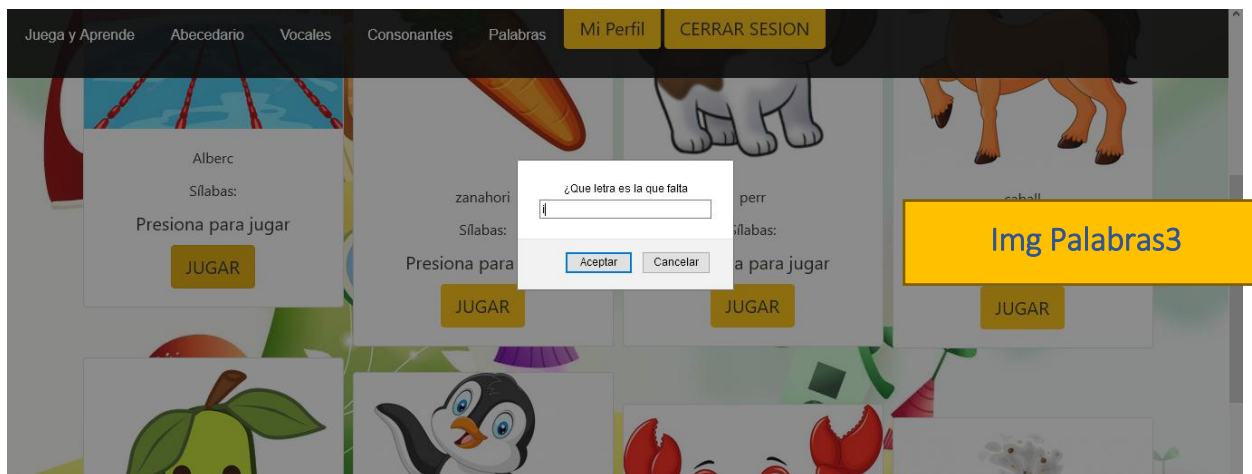 Juega y Aprende Abecedario Vocales Consonantes Palabras Mi Perfil CERRAR SESION
Alberc
Sílabas:
Presiona para jugar
JUGAR
zanahori
Sílabas:
Presiona para
JUGAR
¿Que letra es la que falta
i
Aceptar Cancelar
perr
Sílabas:
a para jugar
JUGAR
caball
Img Palabras3
JUGAR